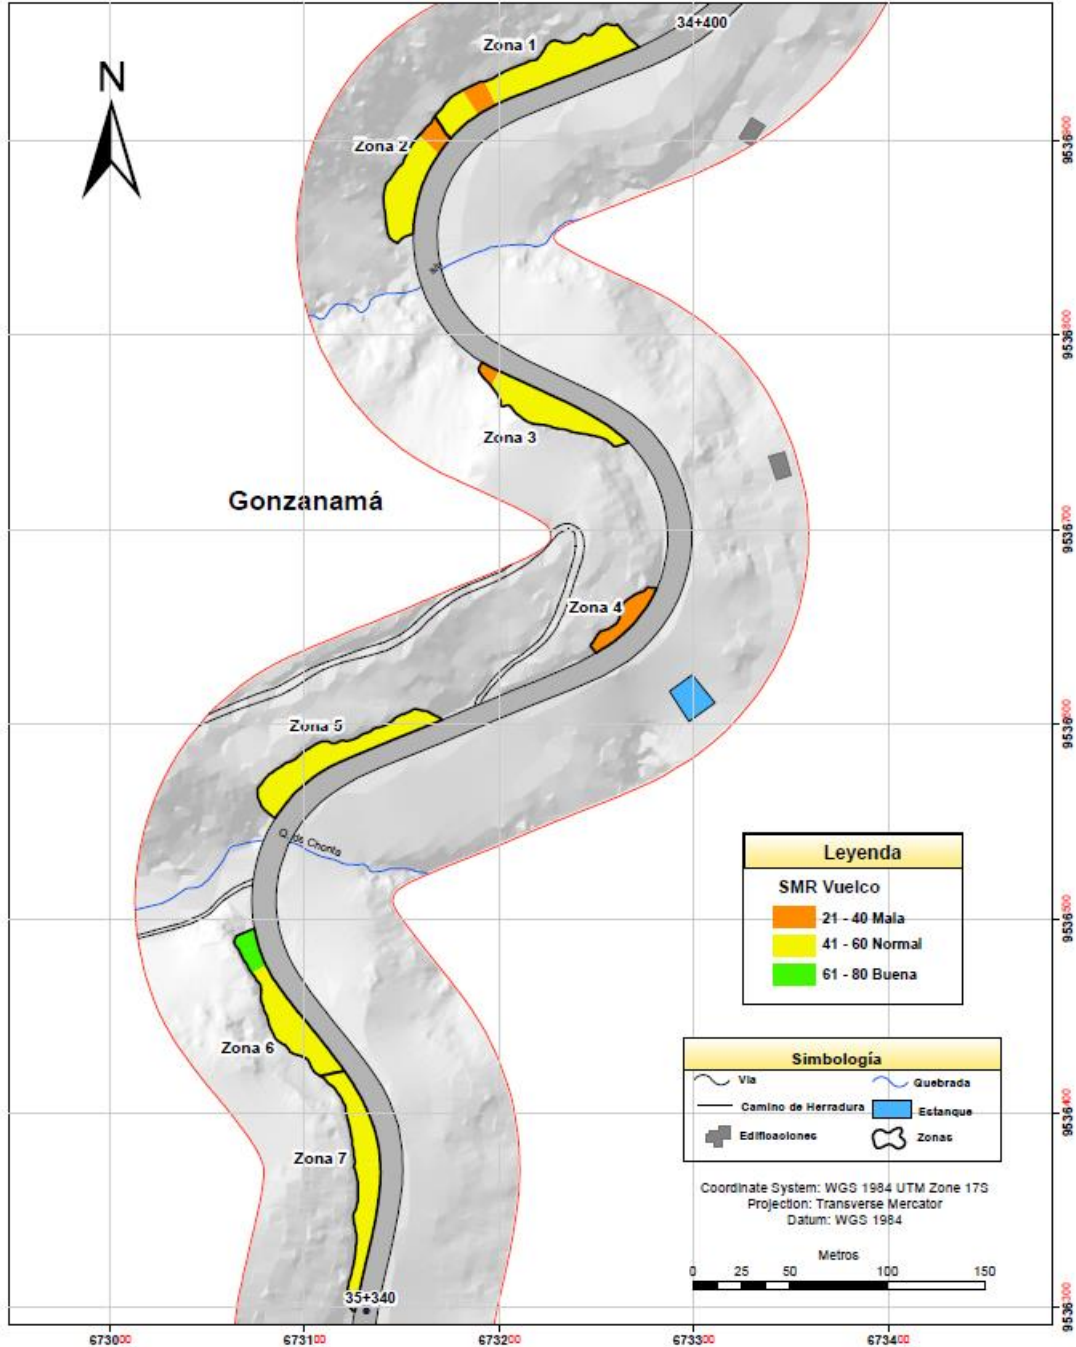 34+400
Zona 1
N
Zona 2
Zona 3
Gonzanamá
Zona 4
Zona 5
Q. de Chonta
Zona 6
Zona 7
35+340
Leyenda
SMR Vuelco
21 - 40 Mala
41 - 60 Normal
61 - 80 Buena
Simbología
Vía
Quebrada
Camino de Herradura
Estanque
Edificaciones
Zonas
Coordinate System: WGS 1984 UTM Zone 17S
Projection: Transverse Mercator
Datum: WGS 1984
Metros
0 25 50 100 150
9536900
9536800
9536700
9536600
9536500
9536400
9536300
673000 673100 673200 673300 673400